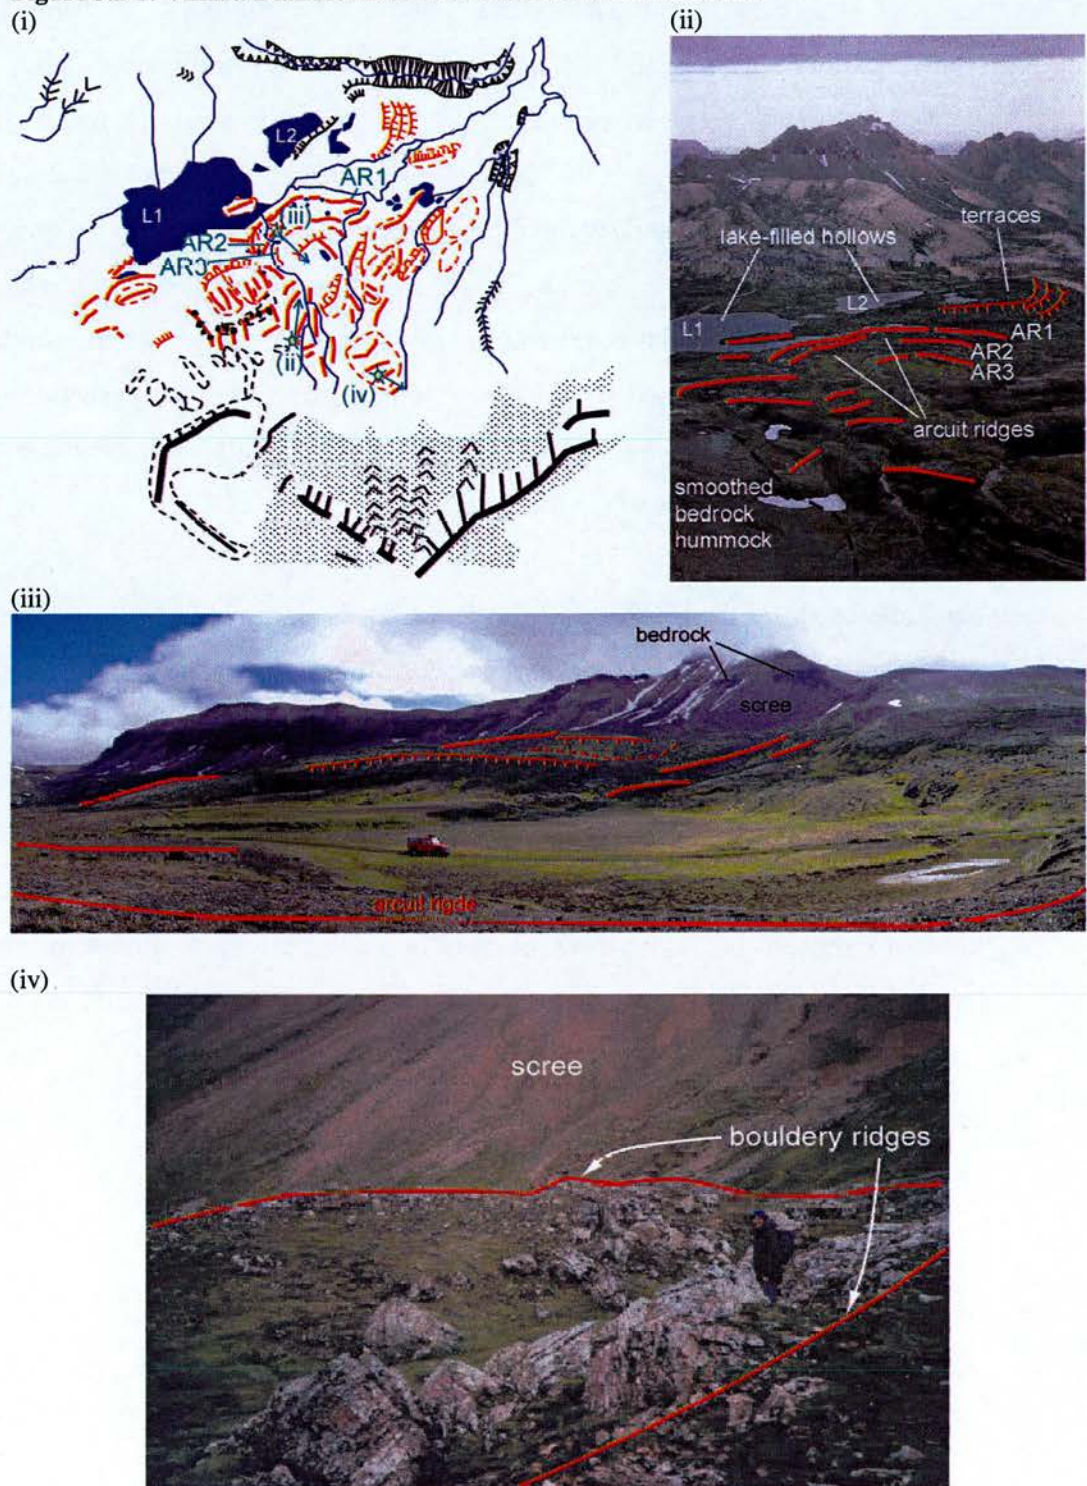 (i)
(ii)
L2
L1
AR1
(iii)
AR2
AR3
(ii)
(iv)
terraces
lake-filled hollows
L2
L1
AR1
AR2
AR3
arcuit ridges
smoothed
bedrock
hummock
(iii)
bedrock
scree
arcuit rigde
(iv)
scree
bouldery ridges